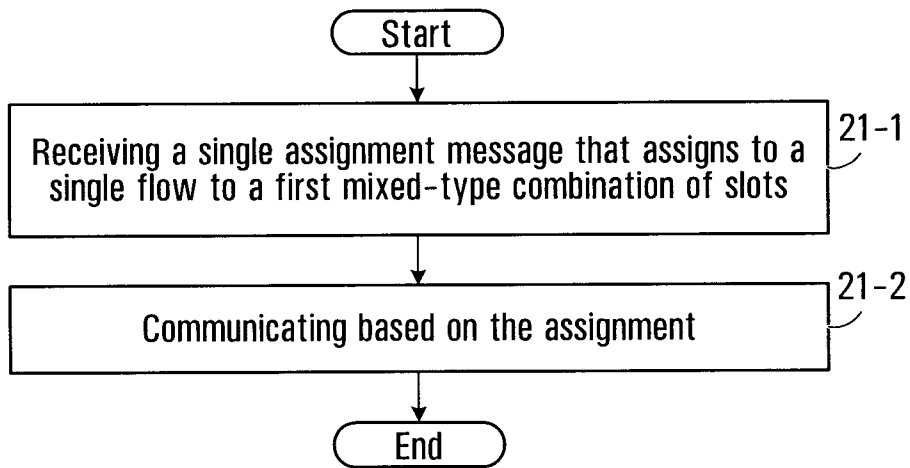 Start
Receiving a single assignment message that assigns to a
single flow to a first mixed-type combination of slots
21-1
Communicating based on the assignment
21-2
End